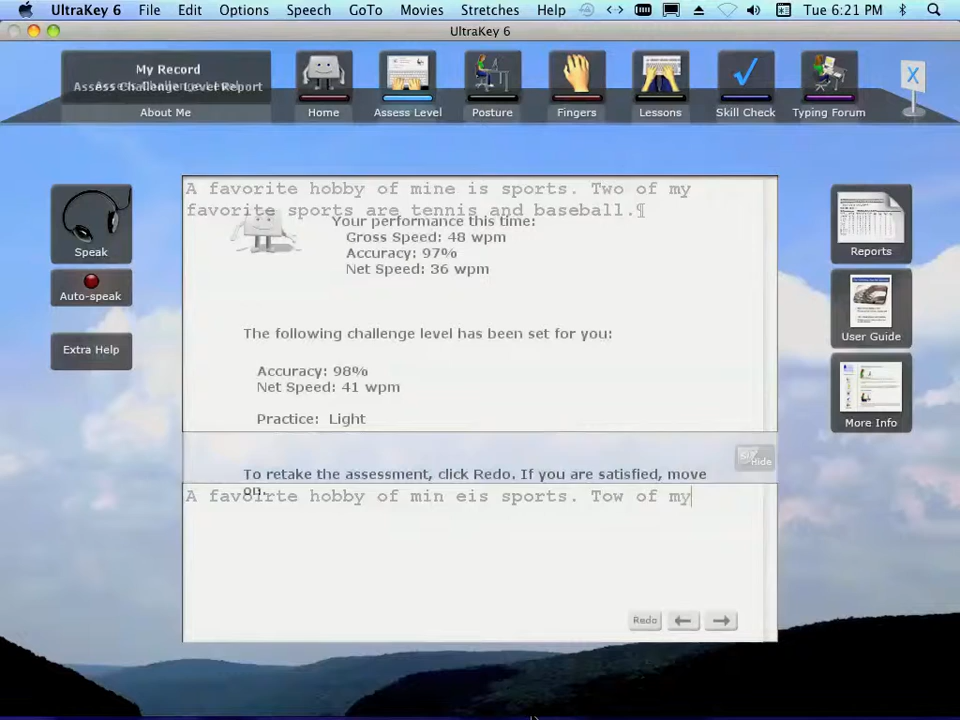 UltraKey 6 File Edit Options Speech GoTo Movies Stretches Help Tue 6:21 PM
UltraKey 6
My Record
About Me
Home
Assess Level
Posture
Fingers
Lessons
Skill Check
Typing Forum
X
Speak
Auto-speak
Extra Help
A favorite hobby of mine is sports. Two of my
favorite sports are tennis and baseball.¶
Your performance this time:
Gross Speed: 48 wpm
Accuracy: 97%
Net Speed: 36 wpm
The following challenge level has been set for you:
Accuracy: 98%
Net Speed: 41 wpm
Practice: Light
Hide
To retake the assessment, click Redo. If you are satisfied, move
on.
A favoirte hobby of min eis sports. Tow of my
Redo
Reports
User Guide
More Info